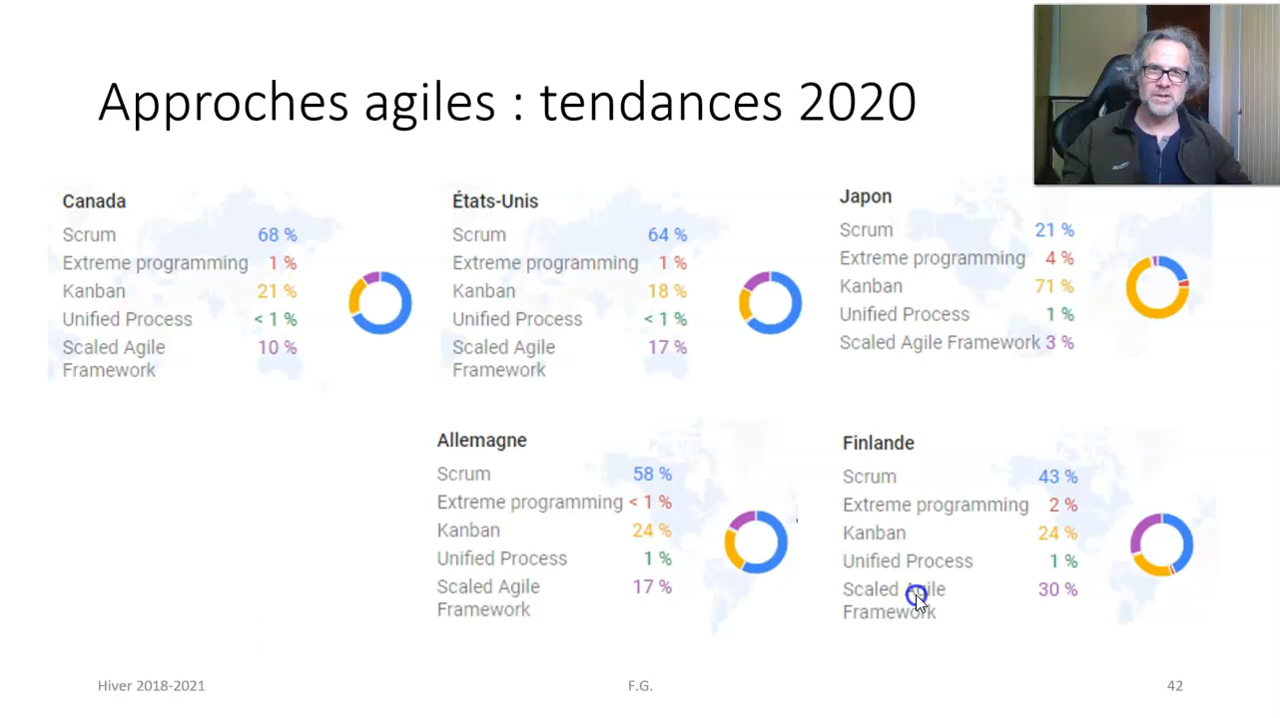 Approches agiles : tendances 2020
Canada
Scrum 68 %
Extreme programming 1 %
Kanban 21 %
Unified Process < 1 %
Scaled Agile 10 %
Framework
États-Unis
Scrum 64 %
Extreme programming 1 %
Kanban 18 %
Unified Process < 1 %
Scaled Agile 17 %
Framework
Japon
Scrum 21 %
Extreme programming 4 %
Kanban 71 %
Unified Process 1 %
Scaled Agile Framework 3 %
Allemagne
Scrum 58 %
Extreme programming < 1 %
Kanban 24 %
Unified Process 1 %
Scaled Agile 17 %
Framework
Finlande
Scrum 43 %
Extreme programming 2 %
Kanban 24 %
Unified Process 1 %
Scaled Agile 30 %
Framework
Hiver 2018-2021
F.G.
42